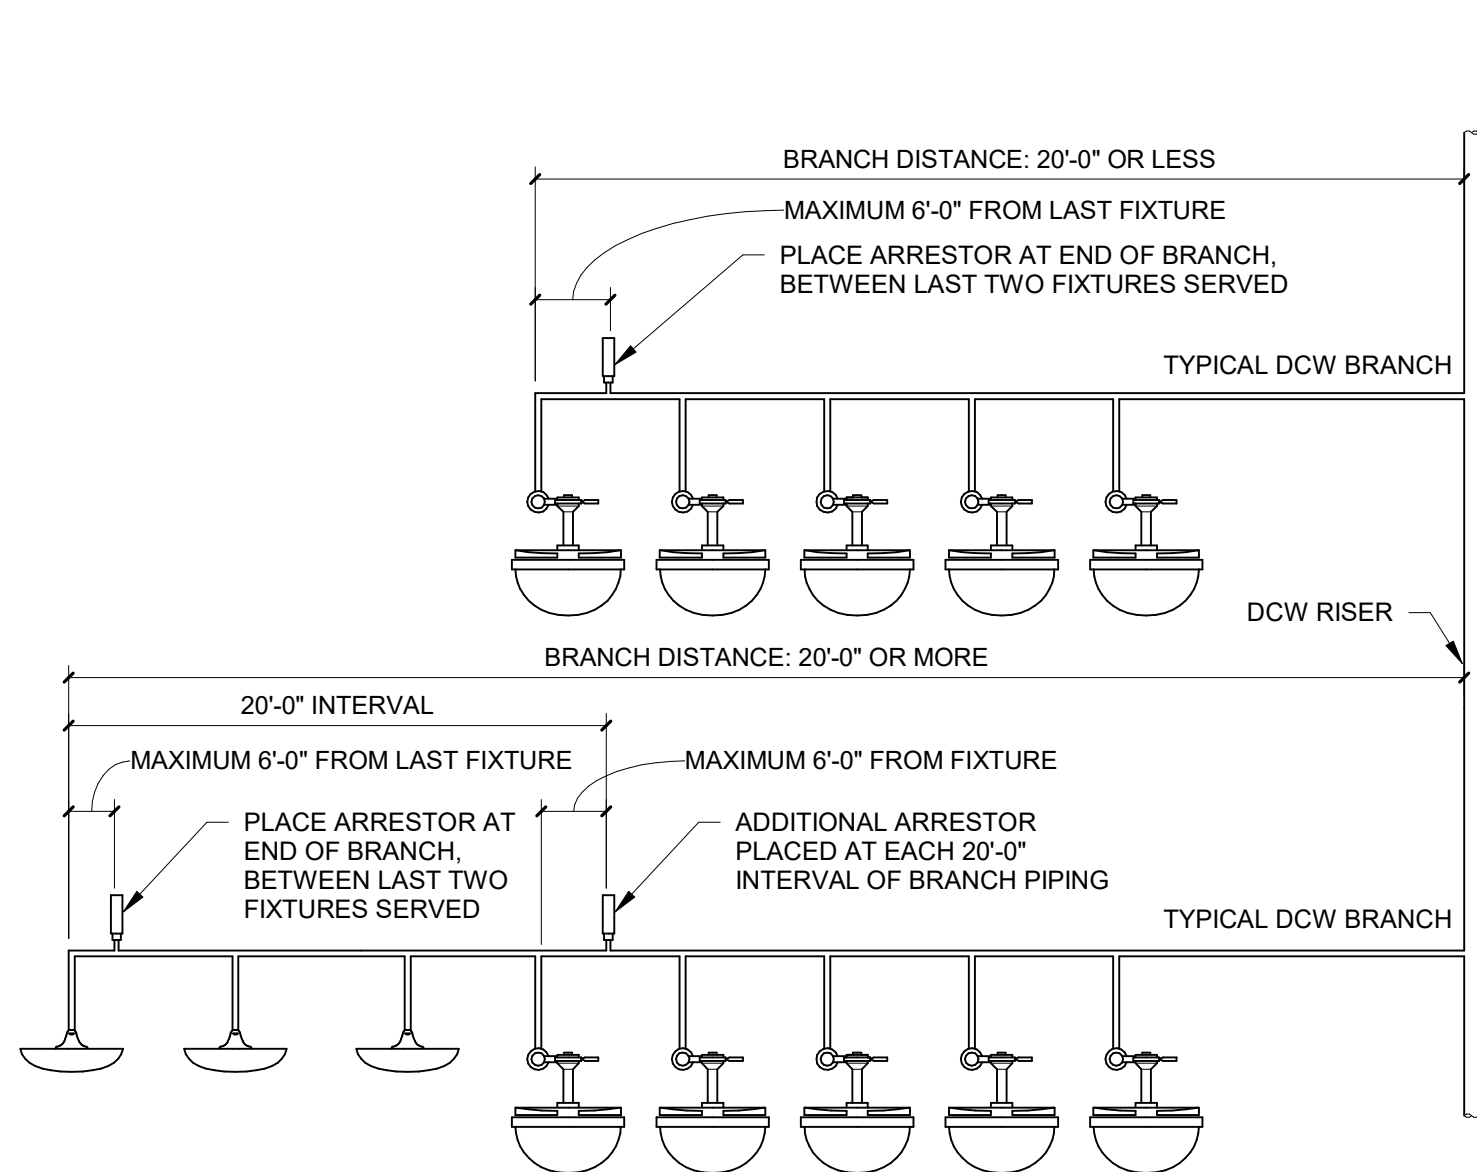 BRANCH DISTANCE: 20'-0" OR LESS
MAXIMUM 6'-0" FROM LAST FIXTURE
PLACE ARRESTOR AT END OF BRANCH,
BETWEEN LAST TWO FIXTURES SERVED
TYPICAL DCW BRANCH
DCW RISER
BRANCH DISTANCE: 20'-0" OR MORE
20'-0" INTERVAL
MAXIMUM 6'-0" FROM LAST FIXTURE
MAXIMUM 6'-0" FROM FIXTURE
PLACE ARRESTOR AT
END OF BRANCH,
BETWEEN LAST TWO
FIXTURES SERVED
ADDITIONAL ARRESTOR
PLACED AT EACH 20'-0"
INTERVAL OF BRANCH PIPING
TYPICAL DCW BRANCH